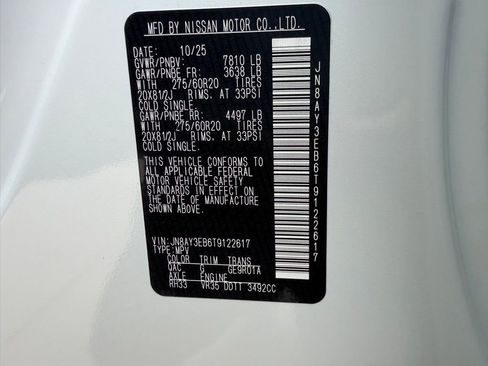 MFD BY NISSAN MOTOR CO.,LTD.
DATE: 10/25
GVWR/PNBV: 7810 LB
GAWR/PNBE FR: 3638 LB
WITH 275/60R20 TIRES
20X81/2J RIMS. AT 33PSI
COLD SINGLE.
GAWR/PNBE RR: 4497 LB
WITH 275/60R20 TIRES
20X81/2J RIMS. AT 33PSI
COLD SINGLE.
THIS VEHICLE CONFORMS TO
ALL APPLICABLE FEDERAL
MOTOR VEHICLE SAFETY
STANDARDS IN EFFECT ON
THE DATE OF MANUFACTURE
SHOWN ABOVE.
VIN:JN8AY3EB6T9122617
TYPE:MPV
COLOR TRIM TRANS
QAC G GE9R01A
AXLE ENGINE
RH33 VR35 DDTT 3492CC
JN8AY3EB6T9122617